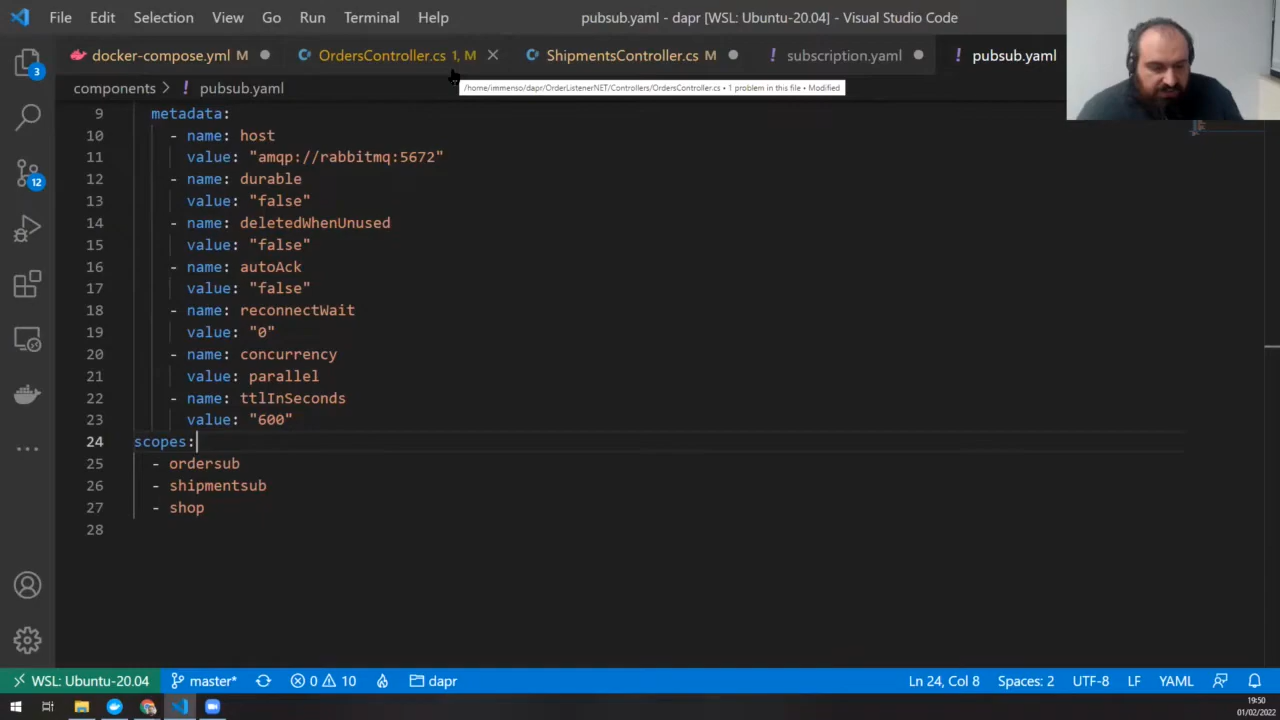 File Edit Selection View Go Run Terminal Help pubsub.yaml - dapr [WSL: Ubuntu-20.04] - Visual Studio Code
docker-compose.yml M OrdersController.cs 1, M ShipmentsController.cs M ! subscription.yaml ! pubsub.yaml
3
components > ! pubsub.yaml
/home/immenso/dapr/OrderListenerNET/Controllers/OrdersController.cs • 1 problem in this file • Modified
9 metadata:
10 - name: host
11 value: "amqp://rabbitmq:5672"
12 - name: durable
13 value: "false"
14 - name: deletedWhenUnused
15 value: "false"
16 - name: autoAck
17 value: "false"
18 - name: reconnectWait
19 value: "0"
20 - name: concurrency
21 value: parallel
22 - name: ttlInSeconds
23 value: "600"
24 scopes:
25 - ordersub
26 - shipmentsub
27 - shop
28
12
WSL: Ubuntu-20.04 master* 0 10 dapr Ln 24, Col 8 Spaces: 2 UTF-8 LF YAML
19:50
01/02/2022